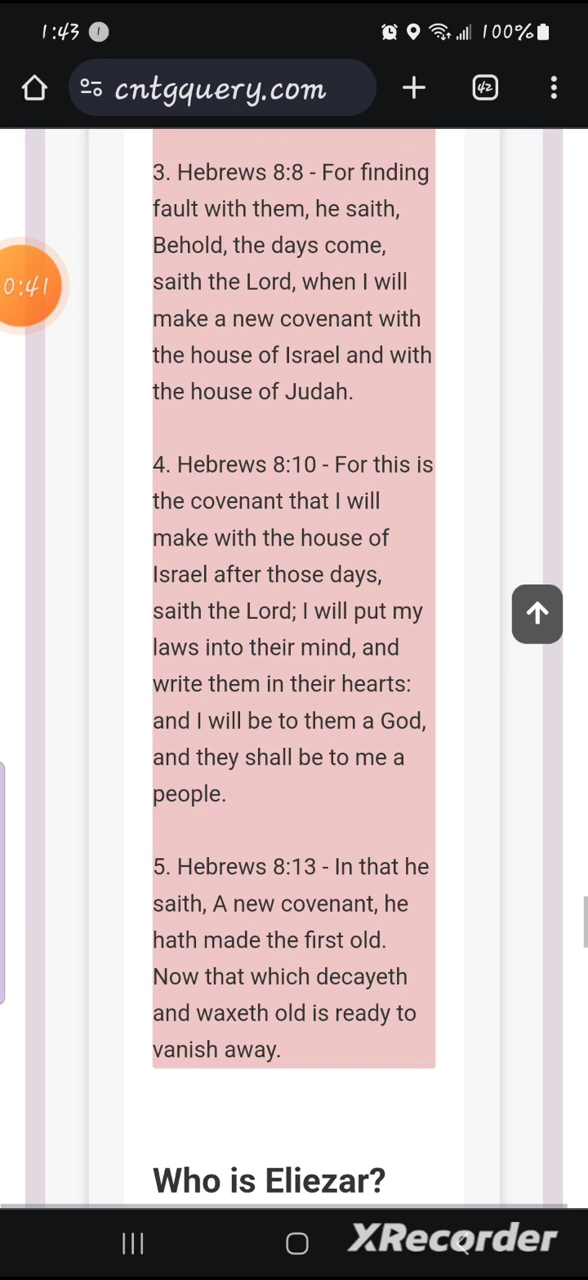 1:43
100%
cntgquery.com
42
3. Hebrews 8:8 - For finding
fault with them, he saith,
Behold, the days come,
saith the Lord, when I will
make a new covenant with
the house of Israel and with
the house of Judah.
0:41
4. Hebrews 8:10 - For this is
the covenant that I will
make with the house of
Israel after those days,
saith the Lord; I will put my
laws into their mind, and
write them in their hearts:
and I will be to them a God,
and they shall be to me a
people.
5. Hebrews 8:13 - In that he
saith, A new covenant, he
hath made the first old.
Now that which decayeth
and waxeth old is ready to
vanish away.
Who is Eliezar?
XRecorder